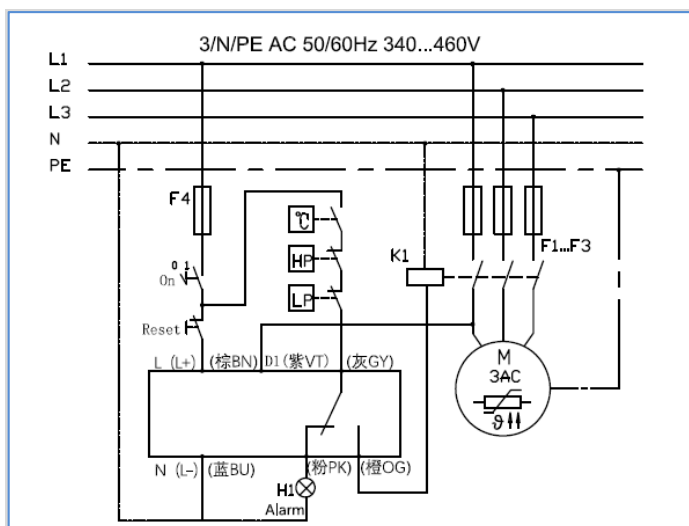 3/N/PE AC 50/60Hz 340...460V
L1
L2
L3
N
PE
F4
℃
HP
LP
0 1
On
Reset
K1
F1...F3
L (L+) (棕BN) D1 (紫VT) (灰GY)
M
3AC
ϑ
N (L-) (蓝BU) (粉PK) (橙OG)
H1
Alarm